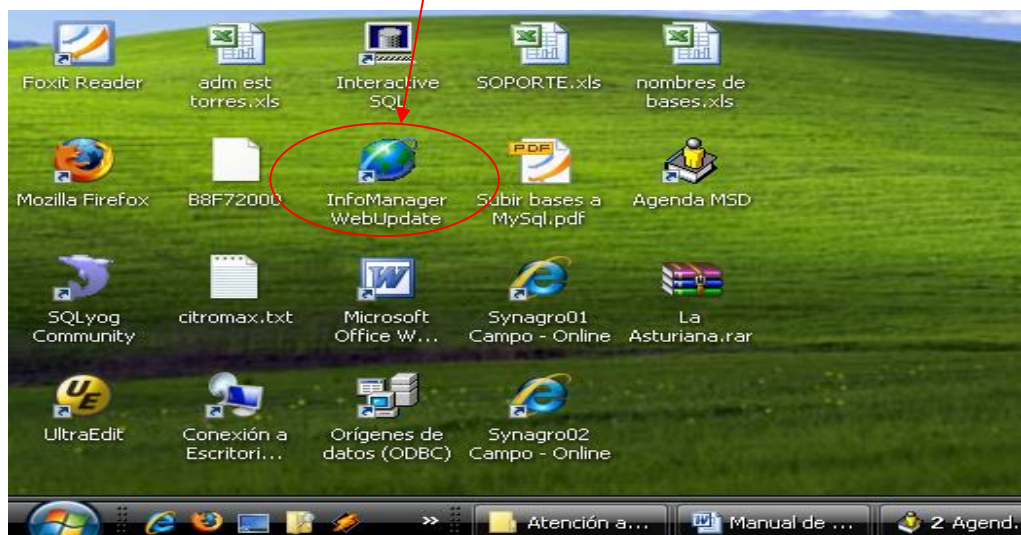 Foxit Reader
adm est
torres.xls
Interactive
SQL
SOPORTE.xls
nombres de
bases.xls
Mozilla Firefox
B8F72000
InfoManager
WebUpdate
PDF
Subir bases a
MySql.pdf
Agenda MSD
SQLyog
Community
citromax.txt
Microsoft
Office W...
Synagro01
Campo - Online
La
Asturiana.rar
UE
UltraEdit
Conexión a
Escritori...
Orígenes de
datos (ODBC)
Synagro02
Campo - Online
Atención a...
Manual de ...
2 Agend.